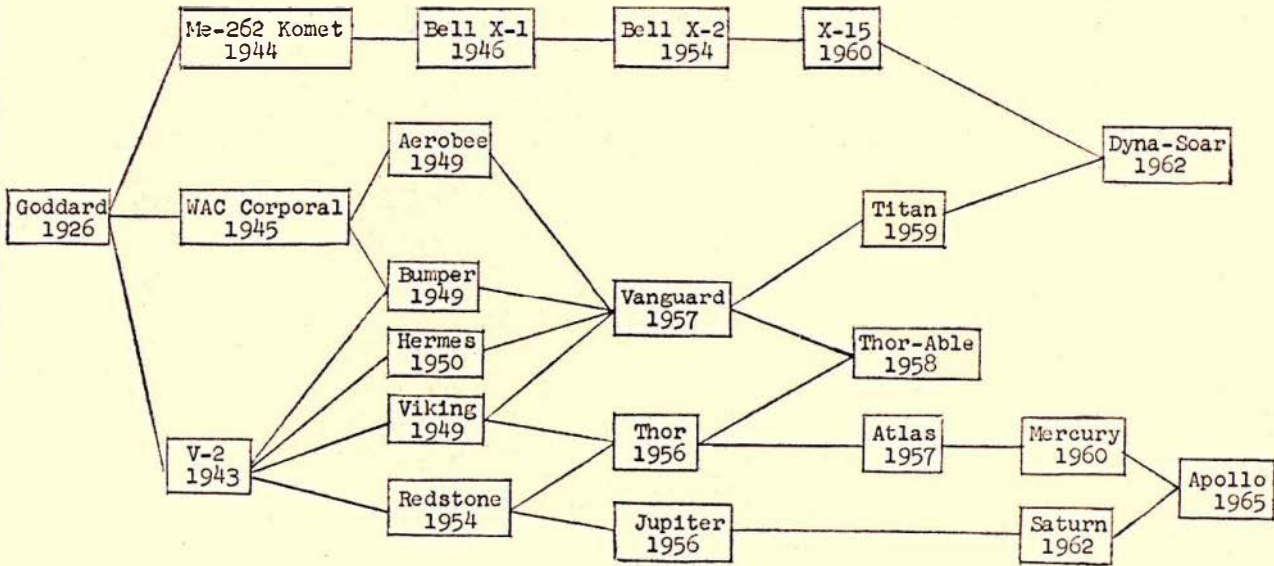 Me-262 Komet
1944
Bell X-1
1946
Bell X-2
1954
X-15
1960
Aerobee
1949
Dyna-Soar
1962
Goddard
1926
WAC Corporal
1945
Titan
1959
Bumper
1949
Vanguard
1957
Hermes
1950
Thor-Able
1958
Viking
1949
Thor
1956
Atlas
1957
Mercury
1960
V-2
1943
Redstone
1954
Jupiter
1956
Saturn
1962
Apollo
1965